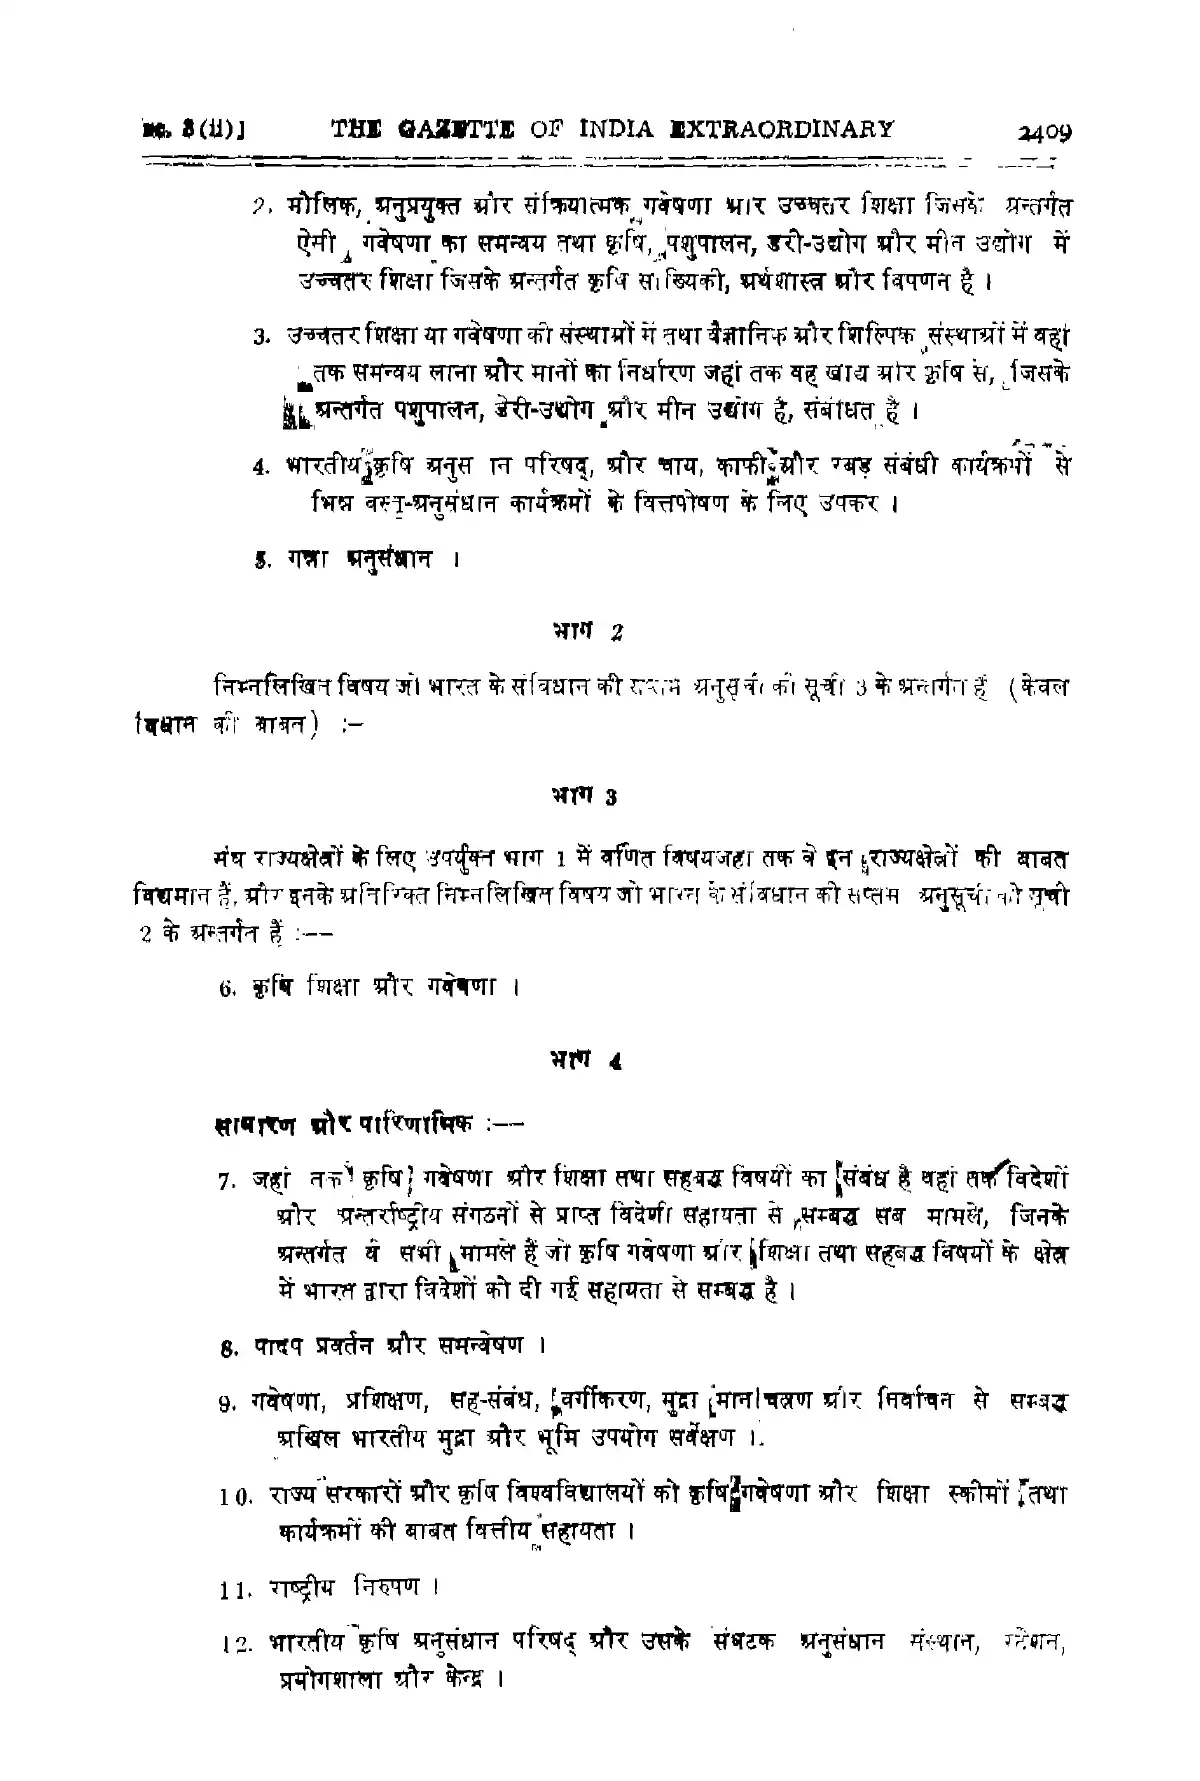 SEC. 3(ii)] THE GAZETTE OF INDIA EXTRAORDINARY 2409
2. मौलिक, अनुप्रयुक्त और संक्रियात्मक गवेषणा और उच्चतर शिक्षा जिसके अन्तर्गत
ऐसी गवेषणा का समन्वय तथा कृषि, पशुपालन, डेरी-उद्योग और मीन उद्योग में
उच्चतर शिक्षा जिसके अन्तर्गत कृषि सांख्यिकी, अर्थशास्त्र और विपणन है ।
3. उच्चतर शिक्षा या गवेषणा की संस्थाओं में तथा वैज्ञानिक और शिल्पिक संस्थाओं में वहां
तक समन्वय लाना और मानों का निर्धारण जहां तक वह खाद्य और कृषि से, जिसके
अन्तर्गत पशुपालन, डेरी-उद्योग और मीन उद्योग है, संबंधित है ।
4. भारतीय कृषि अनुसंधान परिषद्, और चाय, काफी और रबड़ संबंधी कार्यक्रमों से
भिन्न वस्तु-अनुसंधान कार्यक्रमों के वित्तपोषण के लिए उपकर ।
5. गन्ना अनुसंधान ।
भाग 2
निम्नलिखित विषय जो भारत के संविधान की सप्तम अनुसूची की सूची 3 के अन्तर्गत हैं (केवल
विधान की बाबत) :-
भाग 3
संघ राज्यक्षेत्रों के लिए उपर्युक्त भाग 1 में वर्णित विषय जहां तक वे इन राज्यक्षेत्रों की बाबत
विद्यमान हैं, और इनके अतिरिक्त निम्नलिखित विषय जो भारत के संविधान की सप्तम अनुसूची की सूची
2 के अन्तर्गत हैं :--
6. कृषि शिक्षा और गवेषणा ।
भाग 4
साधारण और पारिणामिक :--
7. जहां तक कृषि गवेषणा और शिक्षा तथा सहबद्ध विषयों का संबंध है वहां तक विदेशों
और अन्तर्राष्ट्रीय संगठनों से प्राप्त विदेशी सहायता से सम्बद्ध सब मामले, जिनके
अन्तर्गत वे सभी मामले हैं जो कृषि गवेषणा और शिक्षा तथा सहबद्ध विषयों के क्षेत्र
में भारत द्वारा विदेशों को दी गई सहायता से सम्बद्ध है ।
8. पादप प्रवर्तन और समन्वेषण ।
9. गवेषणा, प्रशिक्षण, सह-संबंध, वर्गीकरण, मृदा मानचित्रण और निर्वाचन से सम्बद्ध
अखिल भारतीय मृदा और भूमि उपयोग सर्वेक्षण ।
10. राज्य सरकारों और कृषि विश्वविद्यालयों को कृषि गवेषणा और शिक्षा स्कीमों तथा
कार्यक्रमों की बाबत वित्तीय सहायता ।
11. राष्ट्रीय निरुपण ।
12. भारतीय कृषि अनुसंधान परिषद् और उसके संघटक अनुसंधान संस्थान, स्टेशन,
प्रयोगशाला और केन्द्र ।